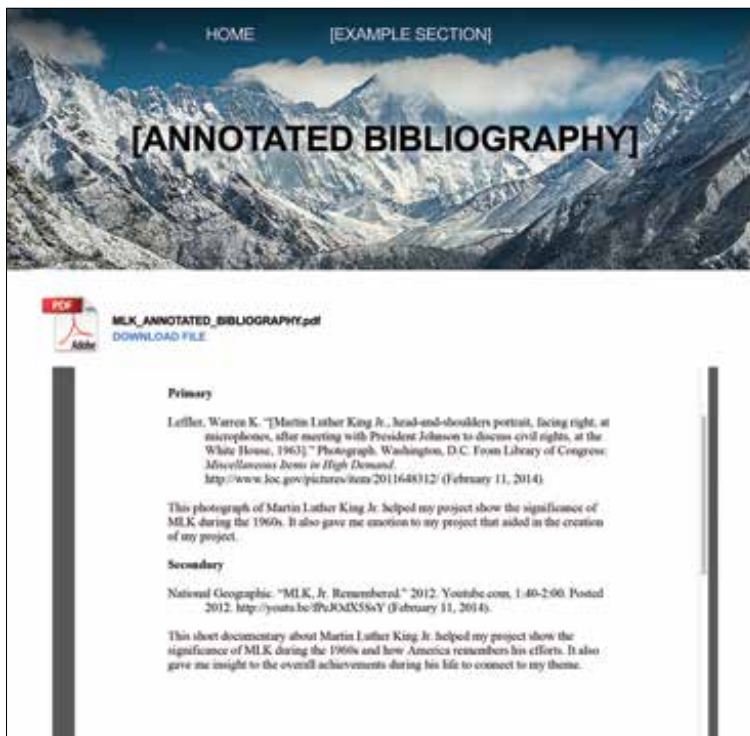 HOME [EXAMPLE SECTION]
[ANNOTATED BIBLIOGRAPHY]
PDF
Adobe
MLK_ANNOTATED_BIBLIOGRAPHY.pdf
DOWNLOAD FILE
Primary
Leffler, Warren K. "[Martin Luther King Jr., head-and-shoulders portrait, facing right, at
microphones, after meeting with President Johnson to discuss civil rights, at the
White House, 1963]." Photograph. Washington, D.C. From Library of Congress:
Miscellaneous Items in High Demand.
http://www.loc.gov/pictures/item/2011648312/ (February 11, 2014).
This photograph of Martin Luther King Jr. helped my project show the significance of
MLK during the 1960s. It also gave me emotion to my project that aided in the creation
of my project.
Secondary
National Geographic. "MLK, Jr. Remembered." 2012. Youtube.com, 1:40-2:00. Posted
2012. (February 11, 2014).
This short documentary about Martin Luther King Jr. helped my project show the
significance of MLK during the 1960s and how America remembers his efforts. It also
gave me insight to the overall achievements during his life to connect to my theme.